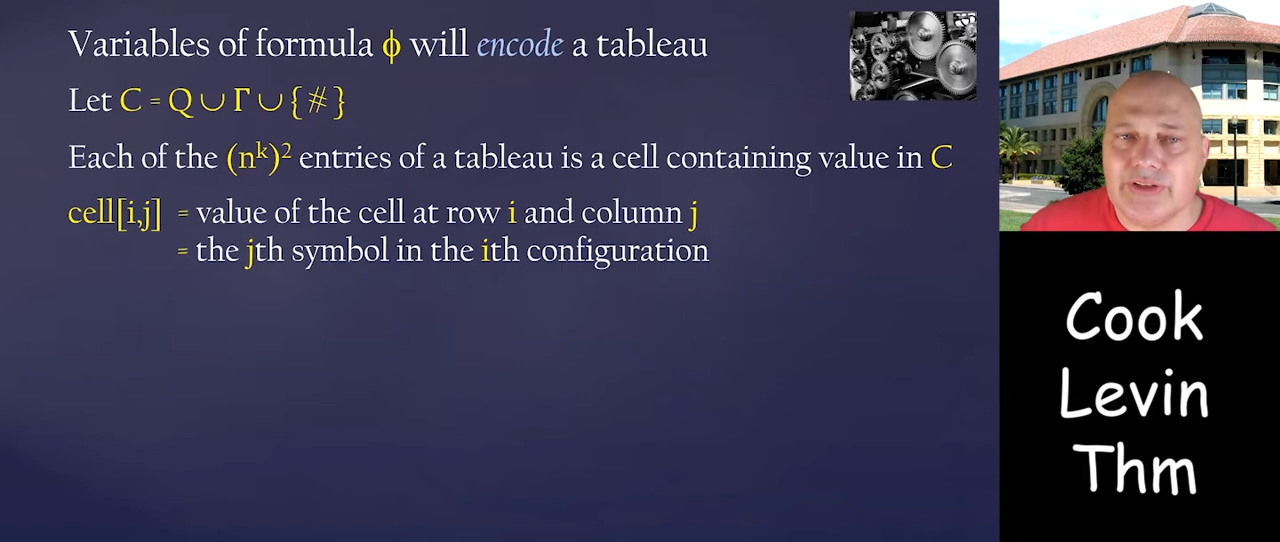 Variables of formula ϕ will encode a tableau
Let C = Q ∪ Γ ∪ { # }
Each of the (nᵏ)² entries of a tableau is a cell containing value in C
cell[i,j] = value of the cell at row i and column j
= the jth symbol in the ith configuration
Cook
Levin
Thm